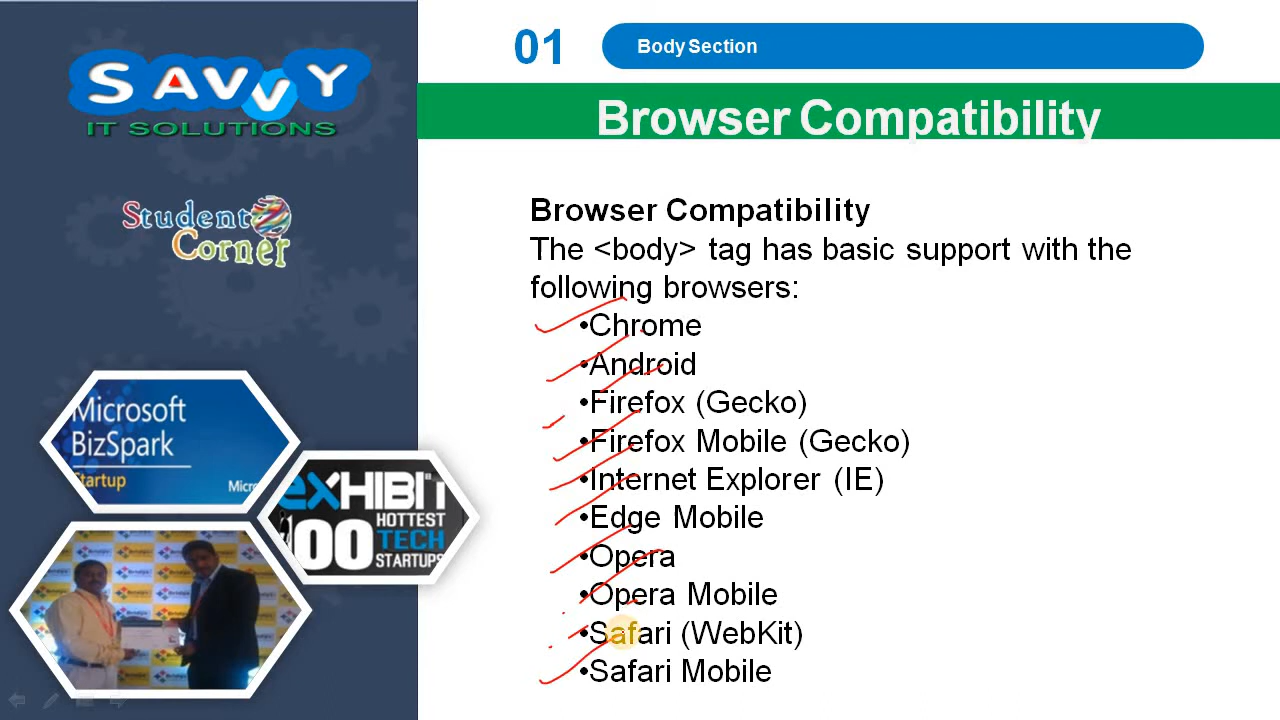 SAVVY
IT SOLUTIONS
Student
Corner
Microsoft
BizSpark
Startup
Micr
eXHIBIT
100
HOTTEST
TECH
STARTUPS
01
Body Section
Browser Compatibility
Browser Compatibility
The <body> tag has basic support with the
following browsers:
•Chrome
•Android
•Firefox (Gecko)
•Firefox Mobile (Gecko)
•Internet Explorer (IE)
•Edge Mobile
•Opera
•Opera Mobile
•Safari (WebKit)
•Safari Mobile